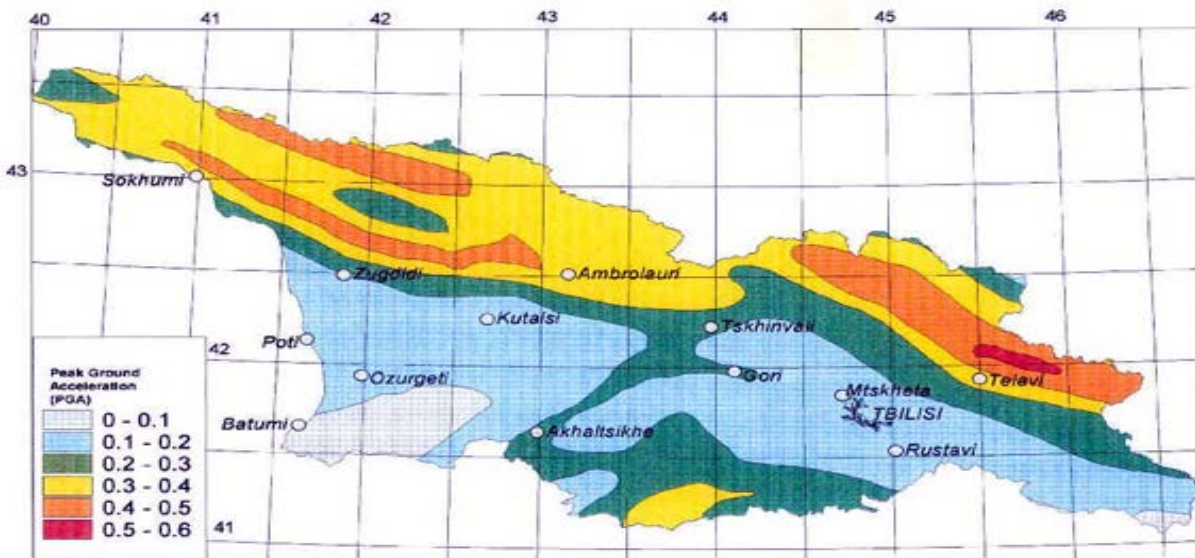 40 41 42 43 44 45 46
43
Sokhumi
Zugdidi Ambrolauri
Kutaisi Tskhinvali
Poti
42
Ozurgeti Gori Telavi
Mtskheta
TBILISI
Batumi
Akhaltsikhe
Rustavi
41
Peak Ground
Acceleration
(PGA)
0 - 0.1
0.1 - 0.2
0.2 - 0.3
0.3 - 0.4
0.4 - 0.5
0.5 - 0.6